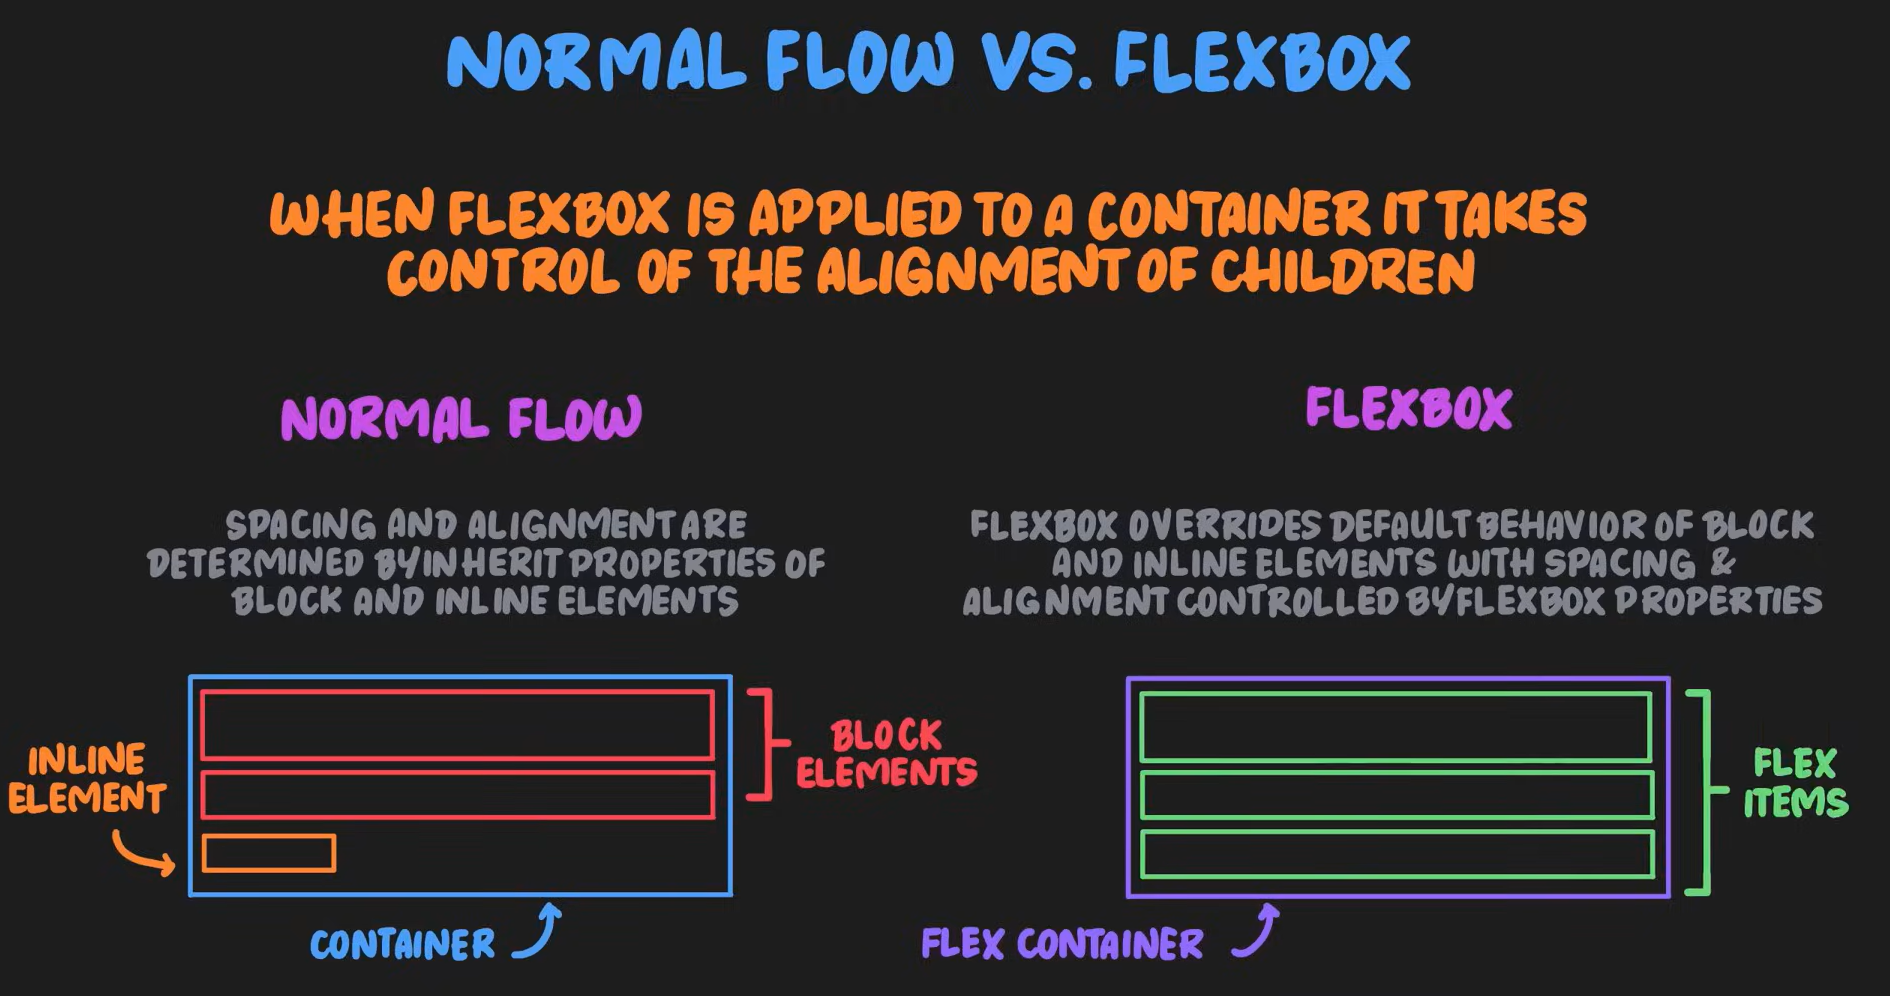 NORMAL FLOW VS. FLEXBOX
WHEN FLEXBOX IS APPLIED TO A CONTAINER IT TAKES
CONTROL OF THE ALIGNMENT OF CHILDREN
NORMAL FLOW
SPACING AND ALIGNMENT ARE
DETERMINED BY INHERIT PROPERTIES OF
BLOCK AND INLINE ELEMENTS
INLINE
ELEMENT
BLOCK
ELEMENTS
CONTAINER
FLEXBOX
FLEXBOX OVERRIDES DEFAULT BEHAVIOR OF BLOCK
AND INLINE ELEMENTS WITH SPACING &
ALIGNMENT CONTROLLED BY FLEXBOX PROPERTIES
FLEX
ITEMS
FLEX CONTAINER